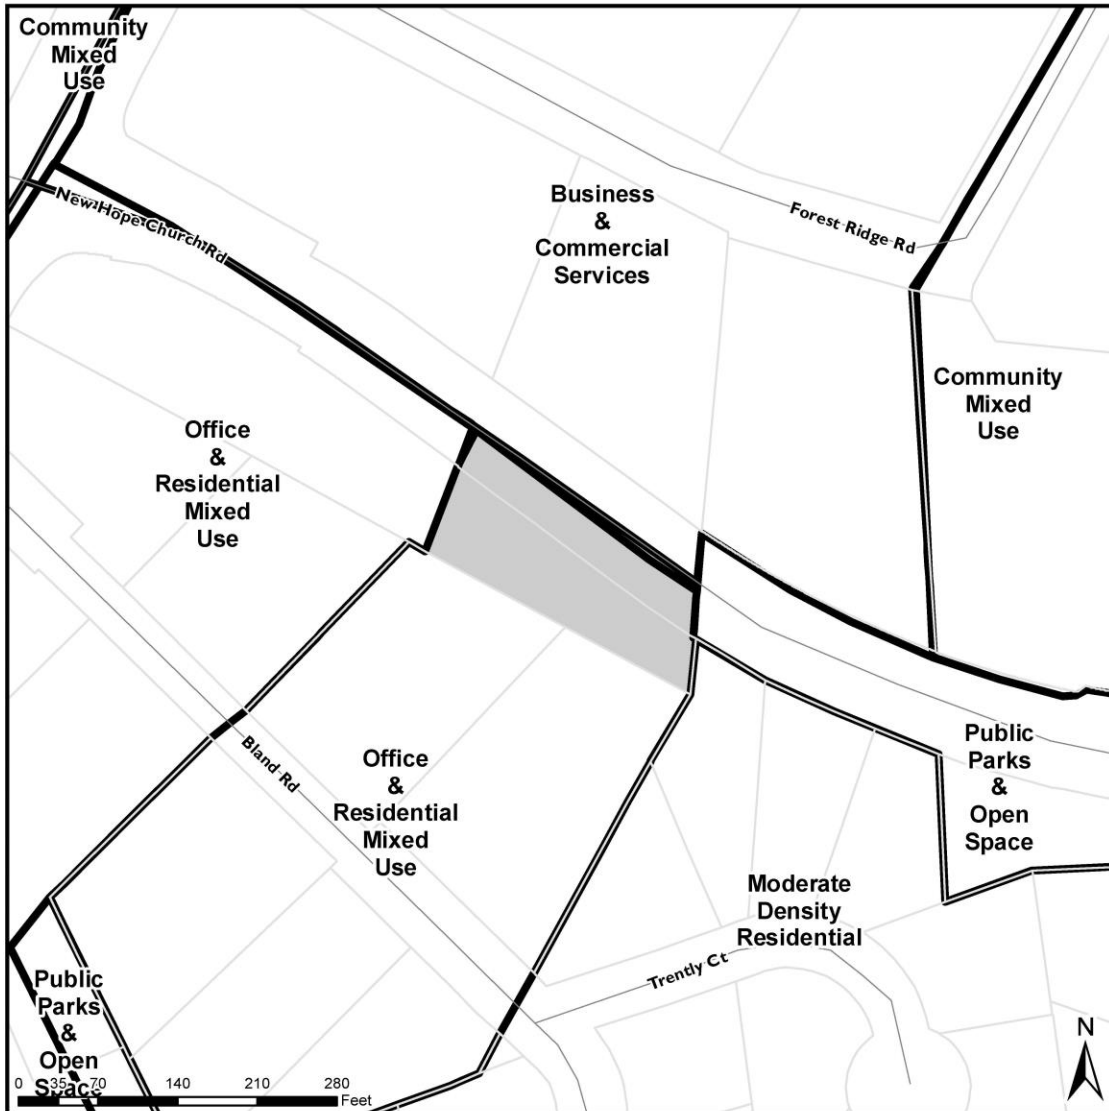 Community
Mixed
Use
New Hope Church Rd
Business
&
Commercial
Services
Forest Ridge Rd
Community
Mixed
Use
Office
&
Residential
Mixed
Use
Bland Rd
Office
&
Residential
Mixed
Use
Public
Parks
&
Open
Space
Moderate
Density
Residential
Trently Ct
Public
Parks
&
Open
Space
N
0 35 70 140 210 280
Feet